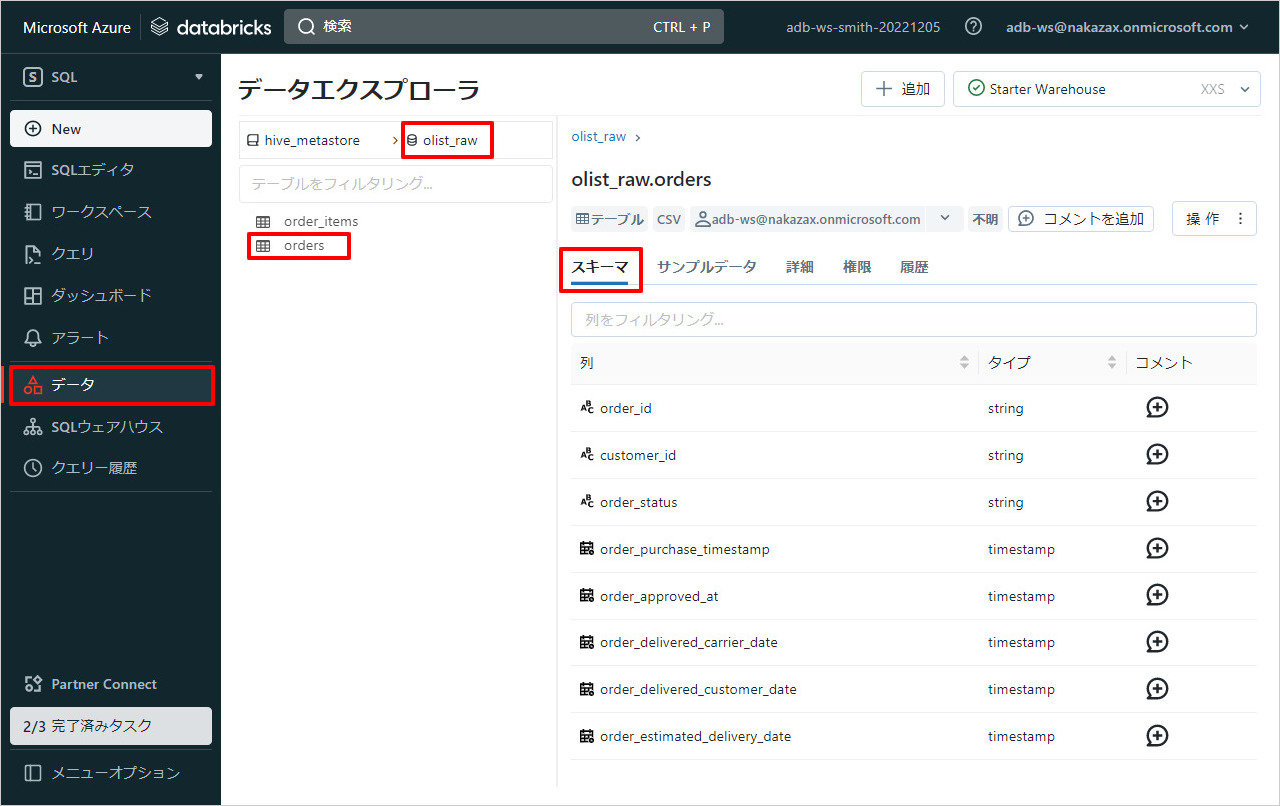 Microsoft Azure databricks 検索 CTRL + P adb-ws-smith-20221205 adb-ws@nakazax.onmicrosoft.com
S SQL
New
SQLエディタ
ワークスペース
クエリ
ダッシュボード
アラート
データ
SQLウェアハウス
クエリー履歴
Partner Connect
2/3 完了済みタスク
メニューオプション
データエクスプローラ
追加 Starter Warehouse XXS
hive_metastore olist_raw
テーブルをフィルタリング...
order_items
orders
olist_raw
olist_raw.orders
テーブル CSV adb-ws@nakazax.onmicrosoft.com 不明 コメントを追加 操作
スキーマ サンプルデータ 詳細 権限 履歴
列をフィルタリング...
列 タイプ コメント
order_id string
customer_id string
order_status string
order_purchase_timestamp timestamp
order_approved_at timestamp
order_delivered_carrier_date timestamp
order_delivered_customer_date timestamp
order_estimated_delivery_date timestamp